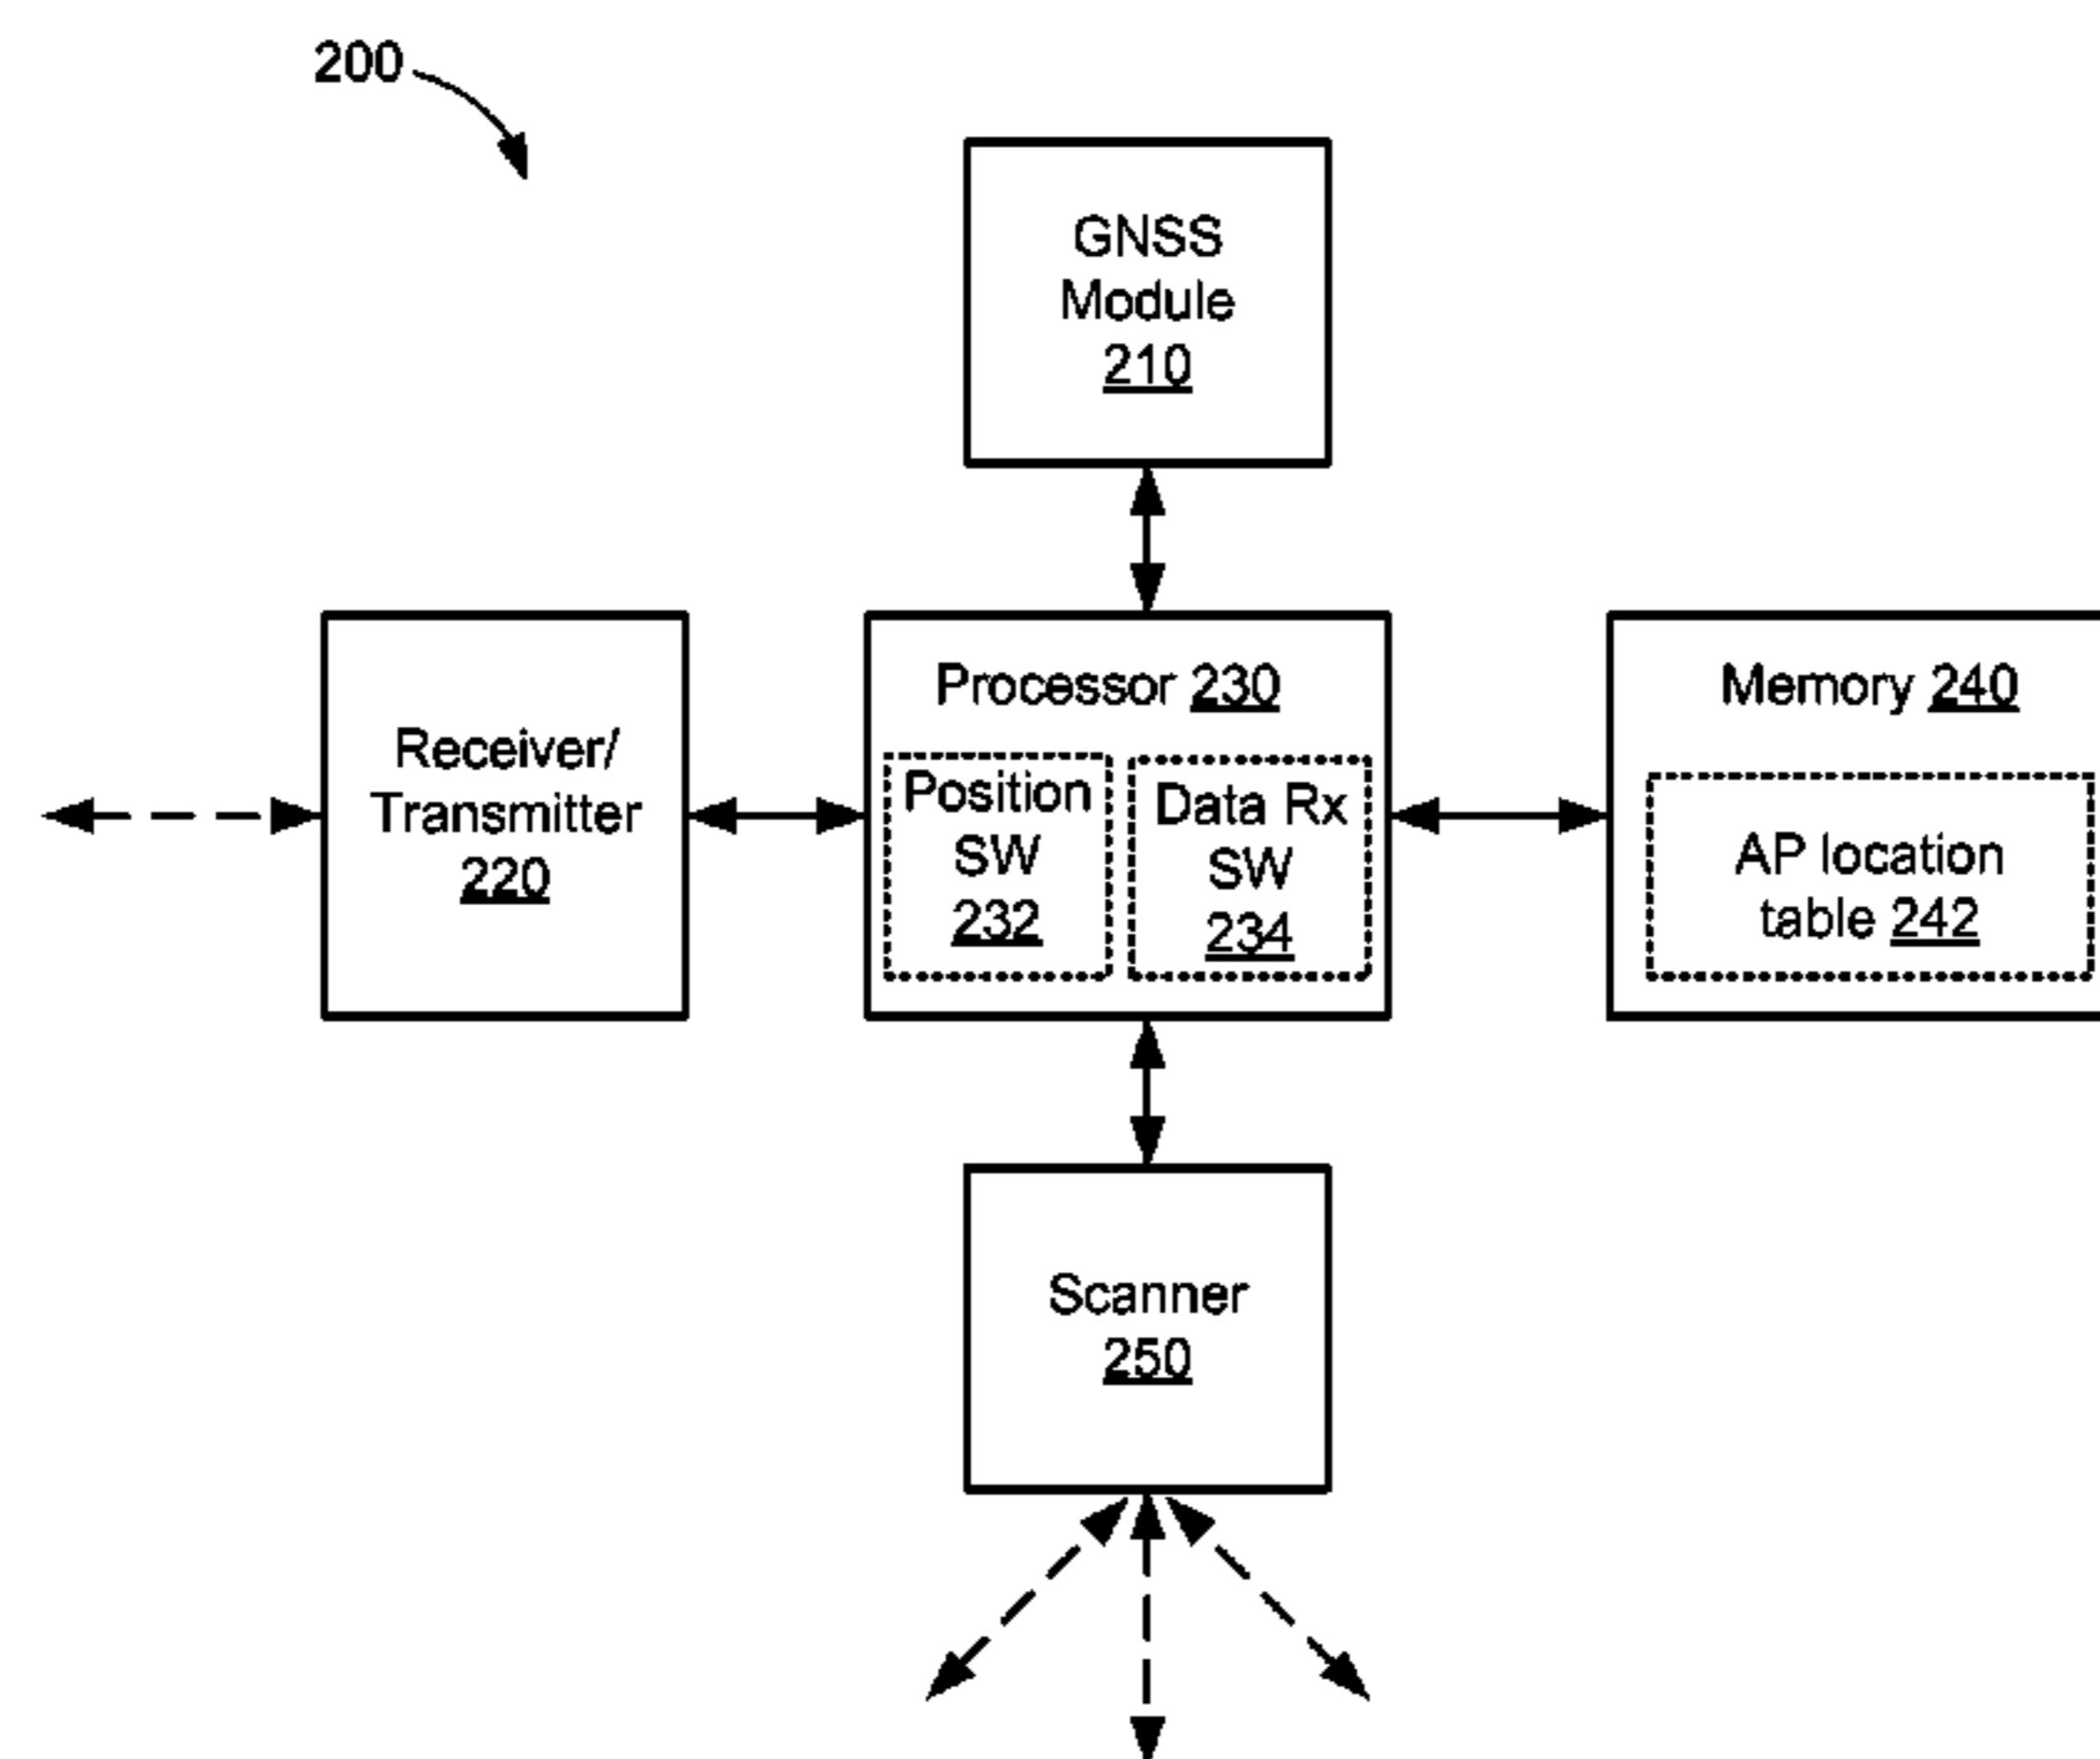 200
GNSS
Module
210
Receiver/
Transmitter
220
Processor 230
Position
SW
232
Data Rx
SW
234
Memory 240
AP location
table 242
Scanner
250